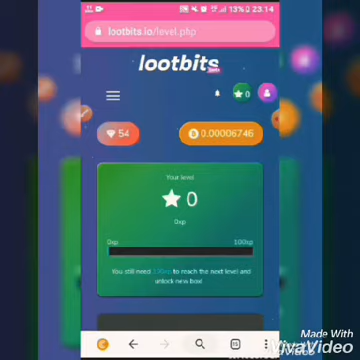 13% 23.14
lootbits.io/level.php
lootbits
0
54
0.00006746
Your level
0
0xp
0xp 100xp
You still need to reach the next level and
unlock new box!
Made With
VivaVideo